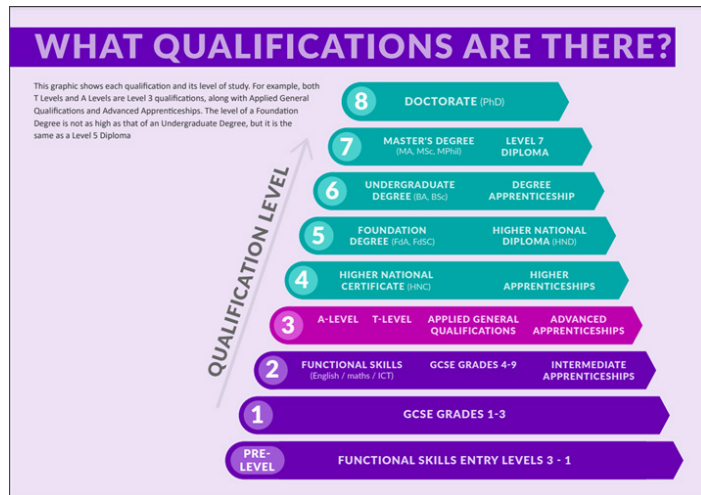 WHAT QUALIFICATIONS ARE THERE?
This graphic shows each qualification and its level of study. For example, both
T Levels and A Levels are Level 3 qualifications, along with Applied General
Qualifications and Advanced Apprenticeships. The level of a Foundation
Degree is not as high as that of an Undergraduate Degree, but it is the
same as a Level 5 Diploma
QUALIFICATION LEVEL
8 DOCTORATE (PhD)
7 MASTER'S DEGREE (MA, MSc, MPhil)
LEVEL 7 DIPLOMA
6 UNDERGRADUATE DEGREE (BA, BSc)
DEGREE APPRENTICESHIP
5 FOUNDATION DEGREE (FdA, FdSC)
HIGHER NATIONAL DIPLOMA (HND)
4 HIGHER NATIONAL CERTIFICATE (HNC)
HIGHER APPRENTICESHIPS
3 A-LEVEL T-LEVEL APPLIED GENERAL QUALIFICATIONS
ADVANCED APPRENTICESHIPS
2 FUNCTIONAL SKILLS (English / maths / ICT)
GCSE GRADES 4-9
INTERMEDIATE APPRENTICESHIPS
1 GCSE GRADES 1-3
PRE-LEVEL FUNCTIONAL SKILLS ENTRY LEVELS 3 - 1